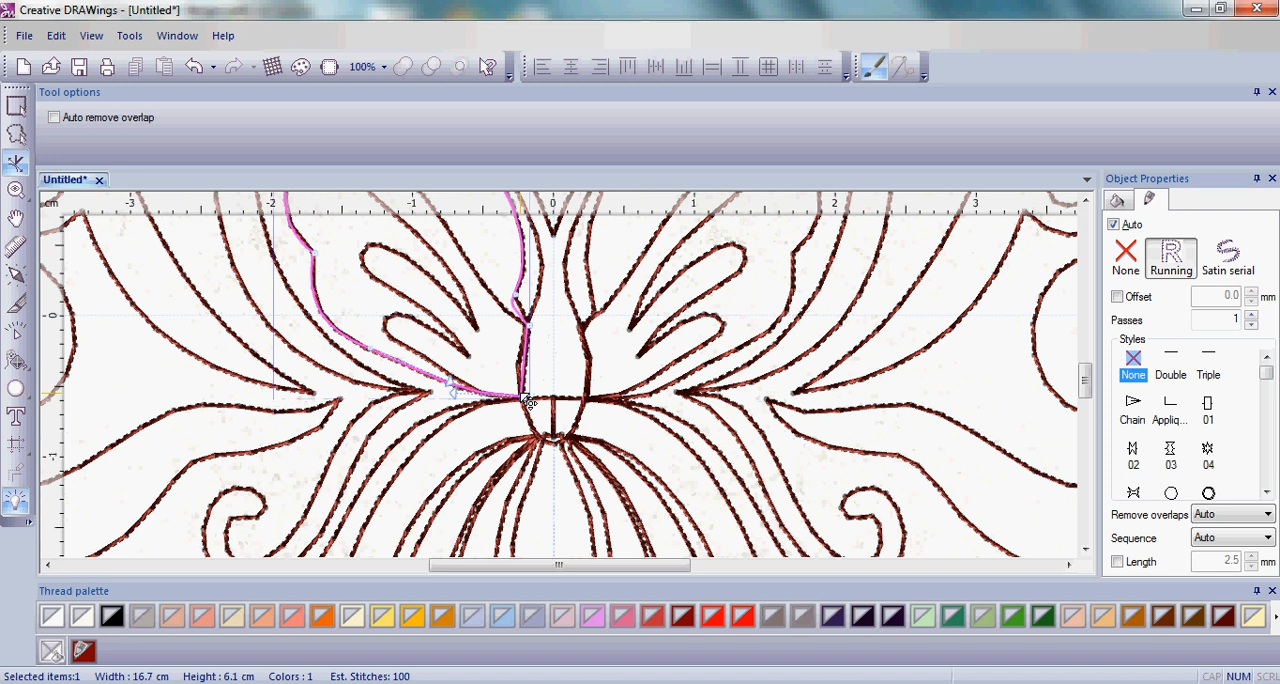 Creative DRAWings - [Untitled*]
File Edit View Tools Window Help
100%
Tool options
Auto remove overlap
Untitled*
cm -3 -2 -1 0 1 2 3
0
-1
Object Properties
Auto
None Running Satin serial
Offset 0.0 mm
Passes 1
Styles
None Double Triple
Chain Appliq... 01
02 03 04
Remove overlaps Auto
Sequence Auto
Length 2.5 mm
Thread palette
Selected items:1 Width : 16.7 cm Height : 6.1 cm Colors : 1 Est. Stitches: 100 CAP NUM SCRL